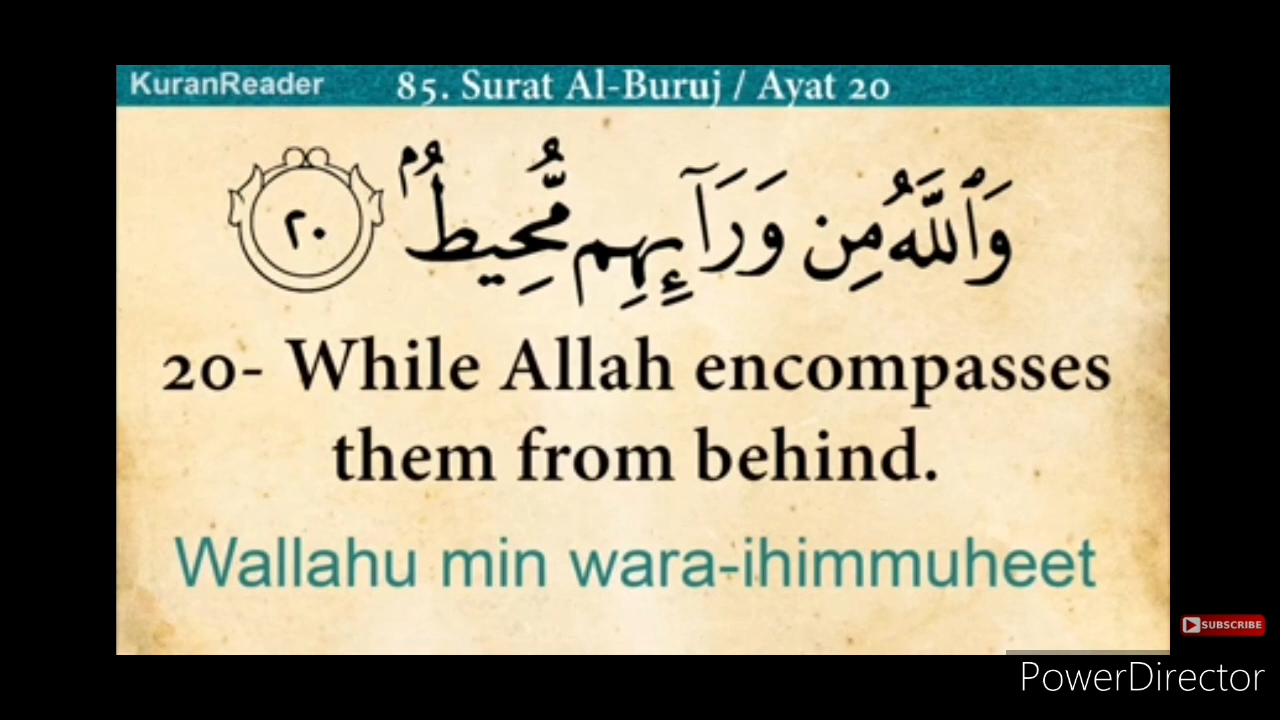 KuranReader
85. Surat Al-Buruj / Ayat 20
وَٱللَّهُ مِن وَرَآئِهِم مُّحِيطُۢ ٢٠
20- While Allah encompasses
them from behind.
Wallahu min wara-ihimmuheet
SUBSCRIBE
PowerDirector